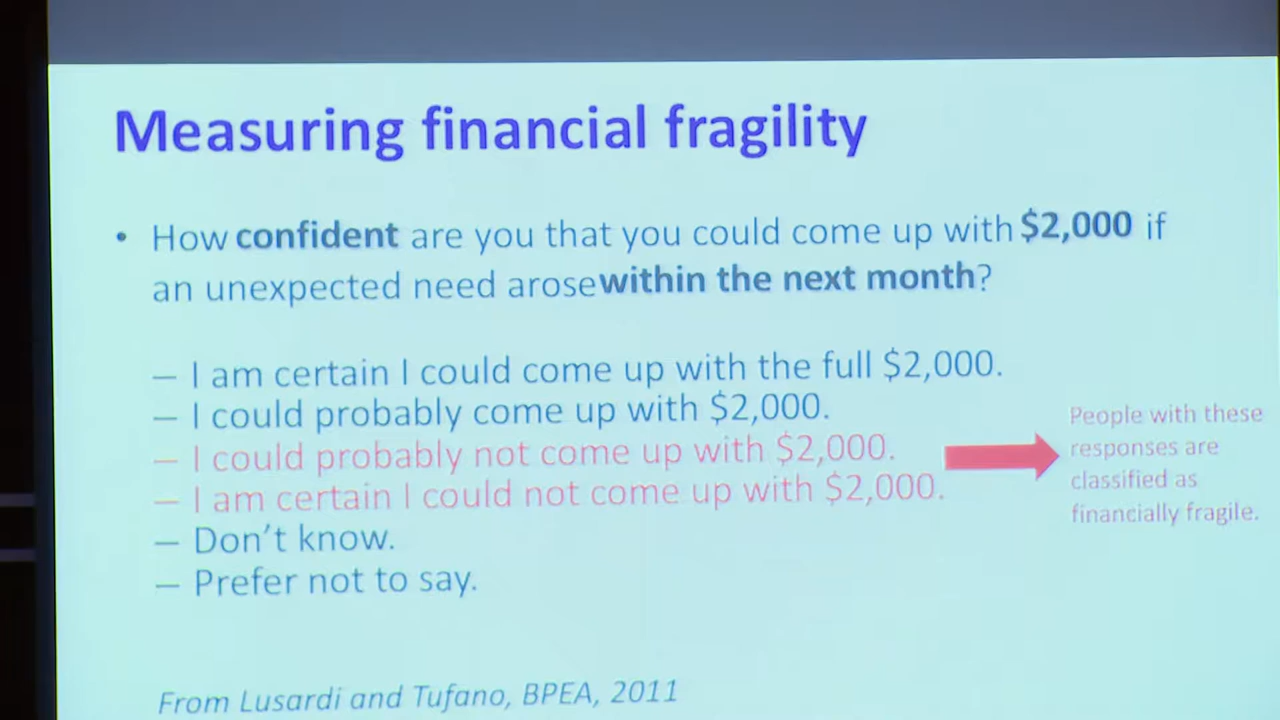 Measuring financial fragility
• How confident are you that you could come up with $2,000 if
an unexpected need arose within the next month?
– I am certain I could come up with the full $2,000.
– I could probably come up with $2,000.
– I could probably not come up with $2,000.
– I am certain I could not come up with $2,000.
– Don't know.
– Prefer not to say.
People with these
responses are
classified as
financially fragile.
From Lusardi and Tufano, BPEA, 2011